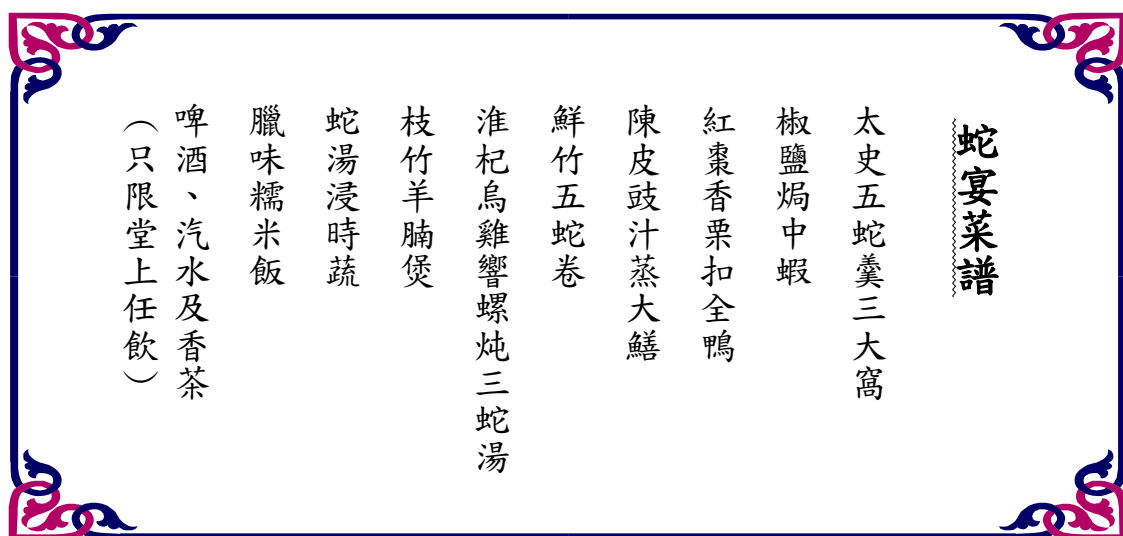 蛇宴菜譜
太史五蛇羹三大窩
椒鹽焗中蝦
紅棗香栗扣全鴨
陳皮豉汁蒸大鱔
鮮竹五蛇卷
淮杞烏雞響螺炖三蛇湯
枝竹羊腩煲
蛇湯浸時蔬
臘味糯米飯
啤酒、汽水及香茶
（只限堂上任飲）